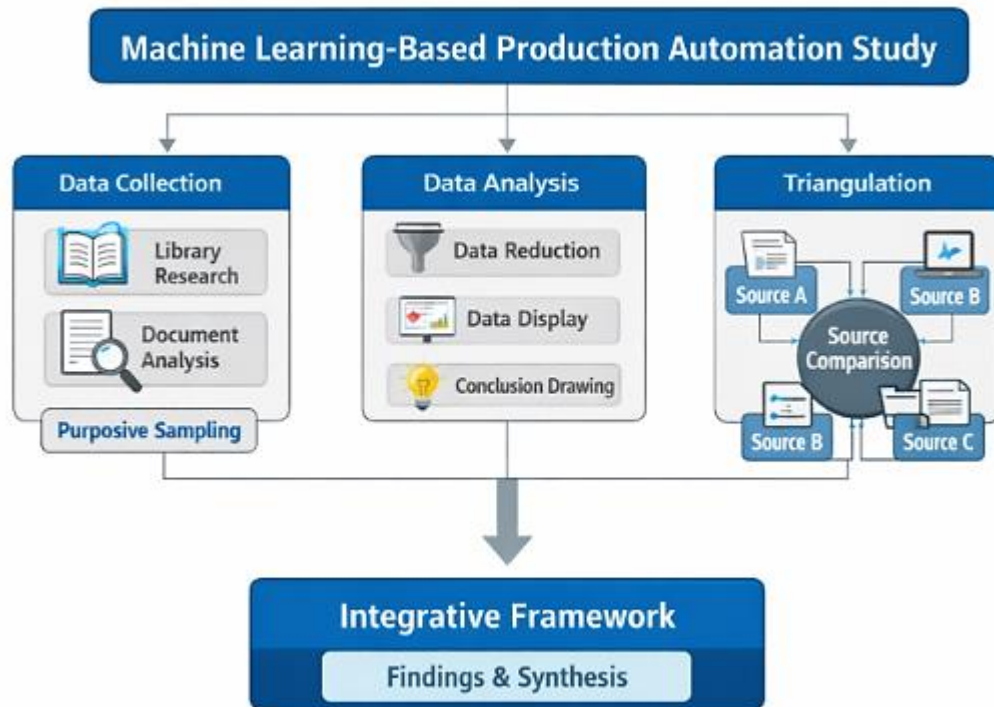 Machine Learning-Based Production Automation Study
Data Collection
Library
Research
Document
Analysis
Purposive Sampling
Data Analysis
Data Reduction
Data Display
Conclusion Drawing
Triangulation
Source A
Source B
Source
Comparison
Source B
Source C
Integrative Framework
Findings & Synthesis